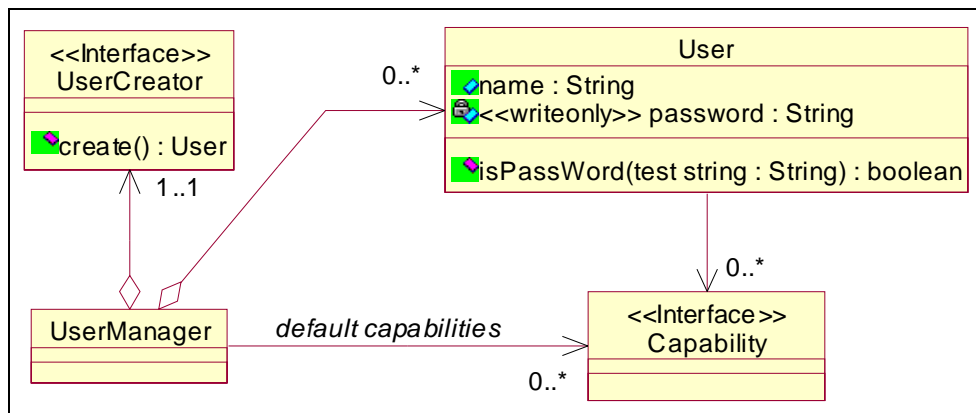 <<Interface>>
UserCreator
create() : User
1..1
0..*
User
name : String
<<writeonly>> password : String
isPassWord(test string : String) : boolean
UserManager
default capabilities
0..*
0..*
<<Interface>>
Capability